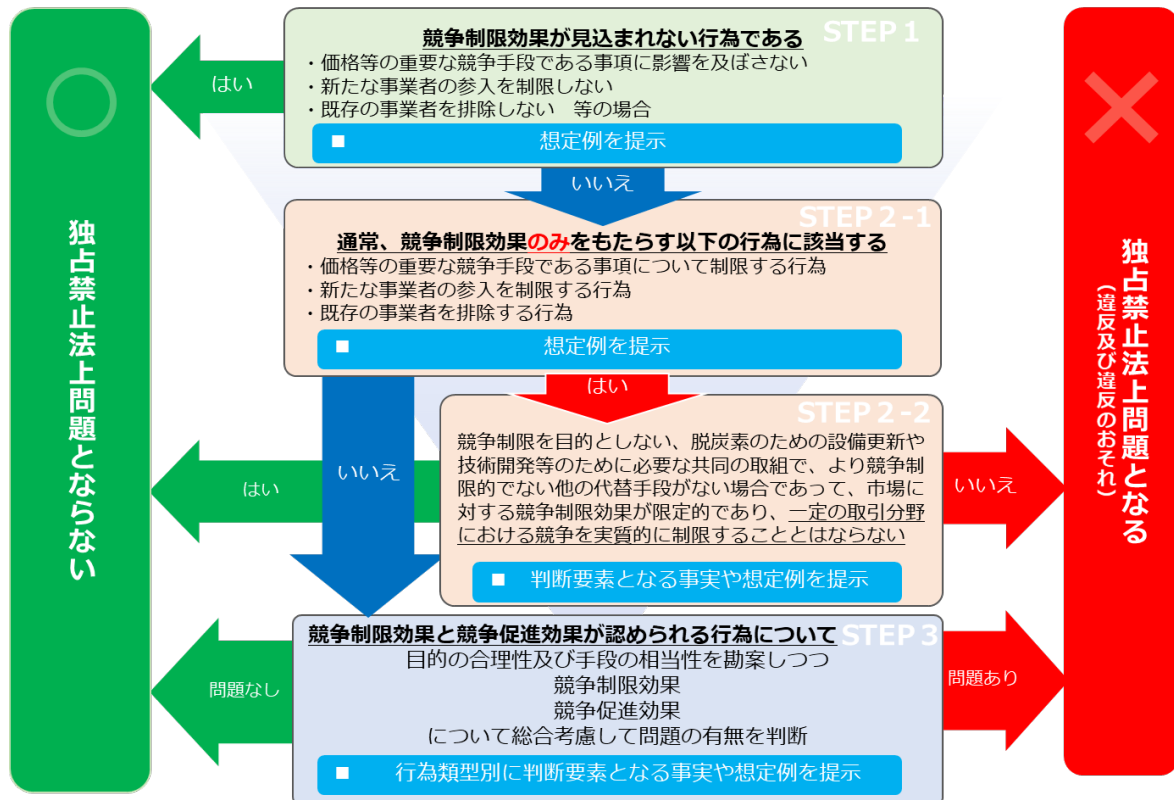 STEP 1
競争制限効果が見込まれない行為である
・価格等の重要な競争手段である事項に影響を及ぼさない
・新たな事業者の参入を制限しない
・既存の事業者を排除しない　等の場合
■ 想定例を提示
はい
いいえ
STEP 2-1
通常、競争制限効果のみをもたらす以下の行為に該当する
・価格等の重要な競争手段である事項について制限する行為
・新たな事業者の参入を制限する行為
・既存の事業者を排除する行為
■ 想定例を提示
はい
いいえ
STEP 2-2
競争制限を目的としない、脱炭素のための設備更新や
技術開発等のために必要な共同の取組で、より競争制
限的でない他の代替手段がない場合であって、市場に
対する競争制限効果が限定的であり、一定の取引分野
における競争を実質的に制限することとはならない
■ 判断要素となる事実や想定例を提示
はい
いいえ
STEP 3
競争制限効果と競争促進効果が認められる行為について
目的の合理性及び手段の相当性を勘案しつつ
競争制限効果
競争促進効果
について総合考慮して問題の有無を判断
■ 行為類型別に判断要素となる事実や想定例を提示
問題なし
問題あり
独占禁止法上問題とならない
独占禁止法上問題となる
（違反及び違反のおそれ）